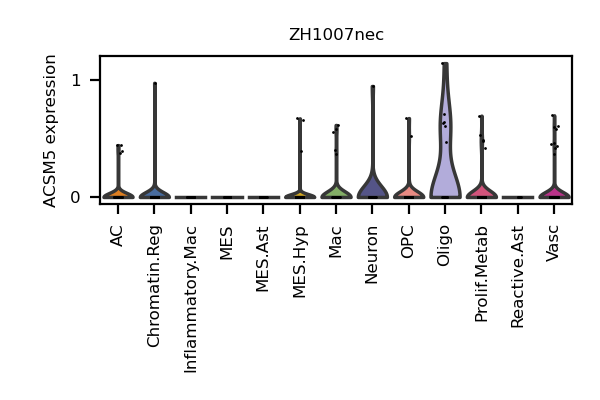 ZH1007nec
ACSM5 expression
1
0
AC
Chromatin.Reg
Inflammatory.Mac
MES
MES.Ast
MES.Hyp
Mac
Neuron
OPC
Oligo
Prolif.Metab
Reactive.Ast
Vasc